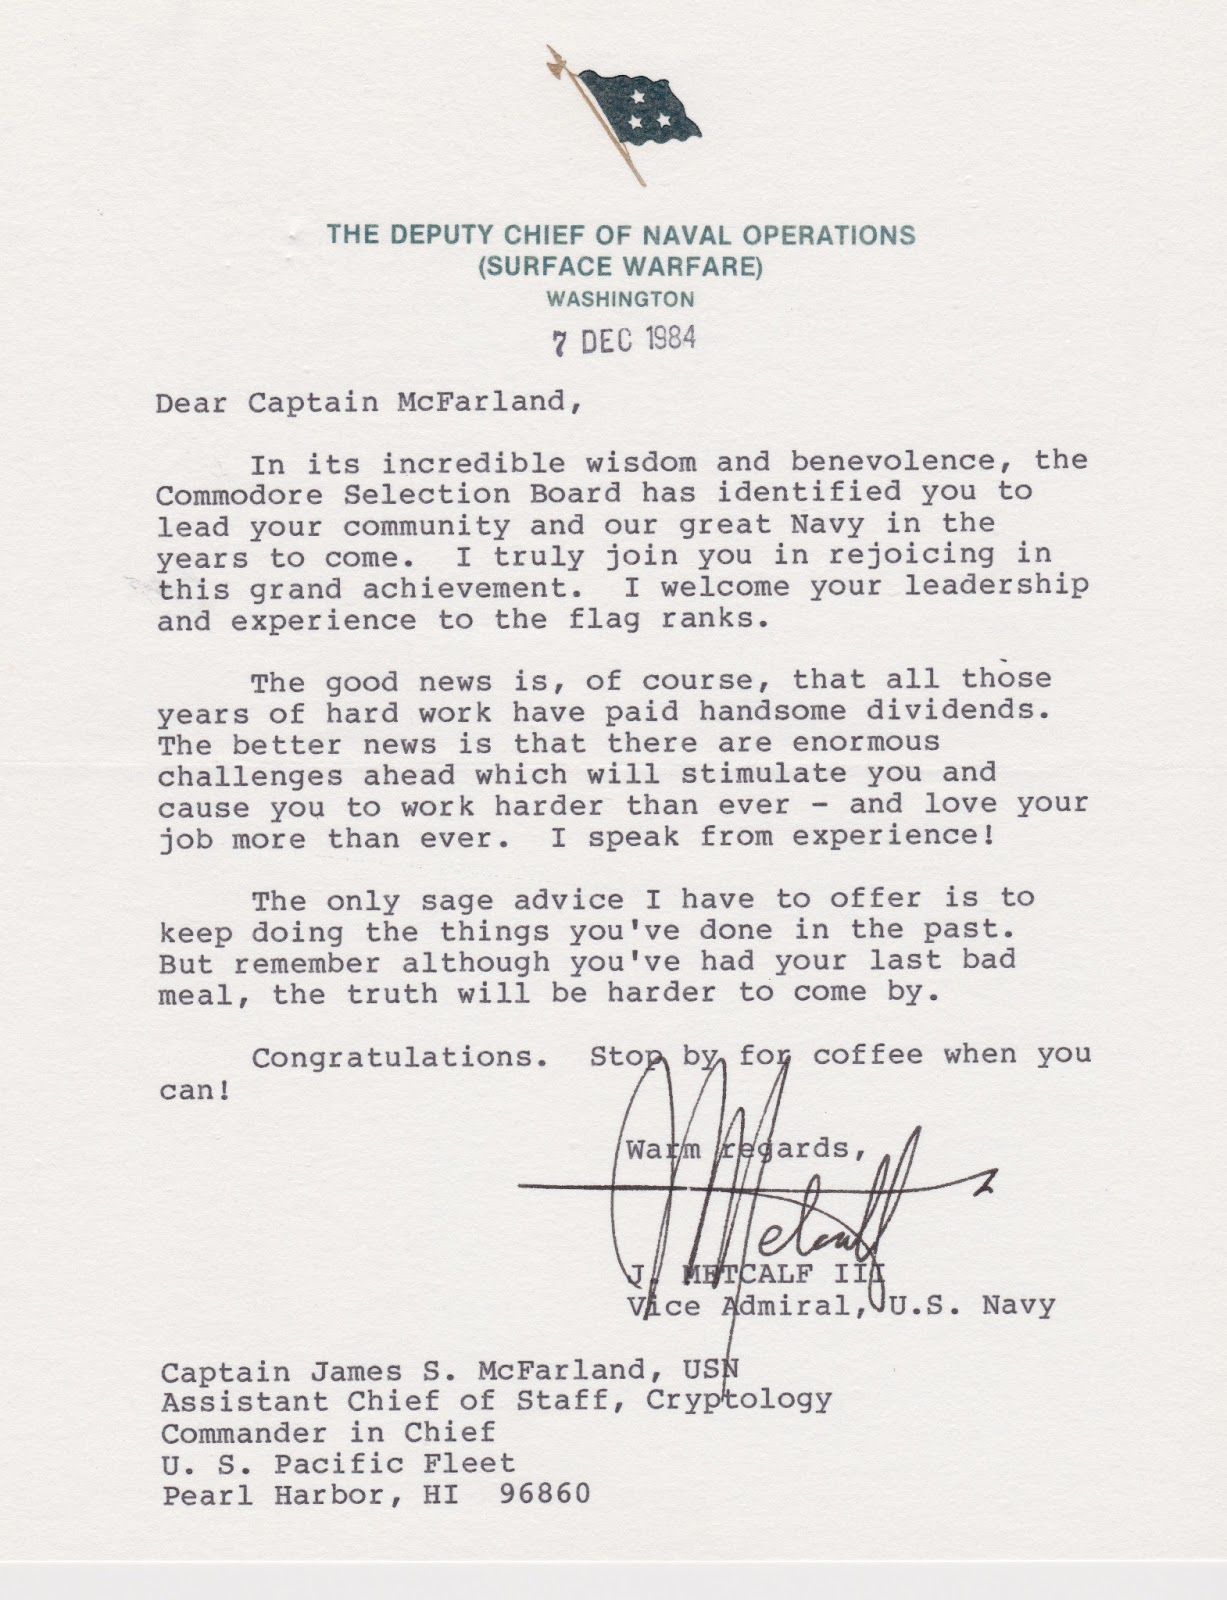 THE DEPUTY CHIEF OF NAVAL OPERATIONS
(SURFACE WARFARE)
WASHINGTON
7 DEC 1984
Dear Captain McFarland,
In its incredible wisdom and benevolence, the
Commodore Selection Board has identified you to
lead your community and our great Navy in the
years to come.  I truly join you in rejoicing in
this grand achievement.  I welcome your leadership
and experience to the flag ranks.
The good news is, of course, that all those
years of hard work have paid handsome dividends.
The better news is that there are enormous
challenges ahead which will stimulate you and
cause you to work harder than ever - and love your
job more than ever.  I speak from experience!
The only sage advice I have to offer is to
keep doing the things you've done in the past.
But remember although you've had your last bad
meal, the truth will be harder to come by.
Congratulations.  Stop by for coffee when you
can!
Warm regards,
J Metcalf
J. METCALF III
Vice Admiral, U.S. Navy
Captain James S. McFarland, USN
Assistant Chief of Staff, Cryptology
Commander in Chief
U. S. Pacific Fleet
Pearl Harbor, HI  96860